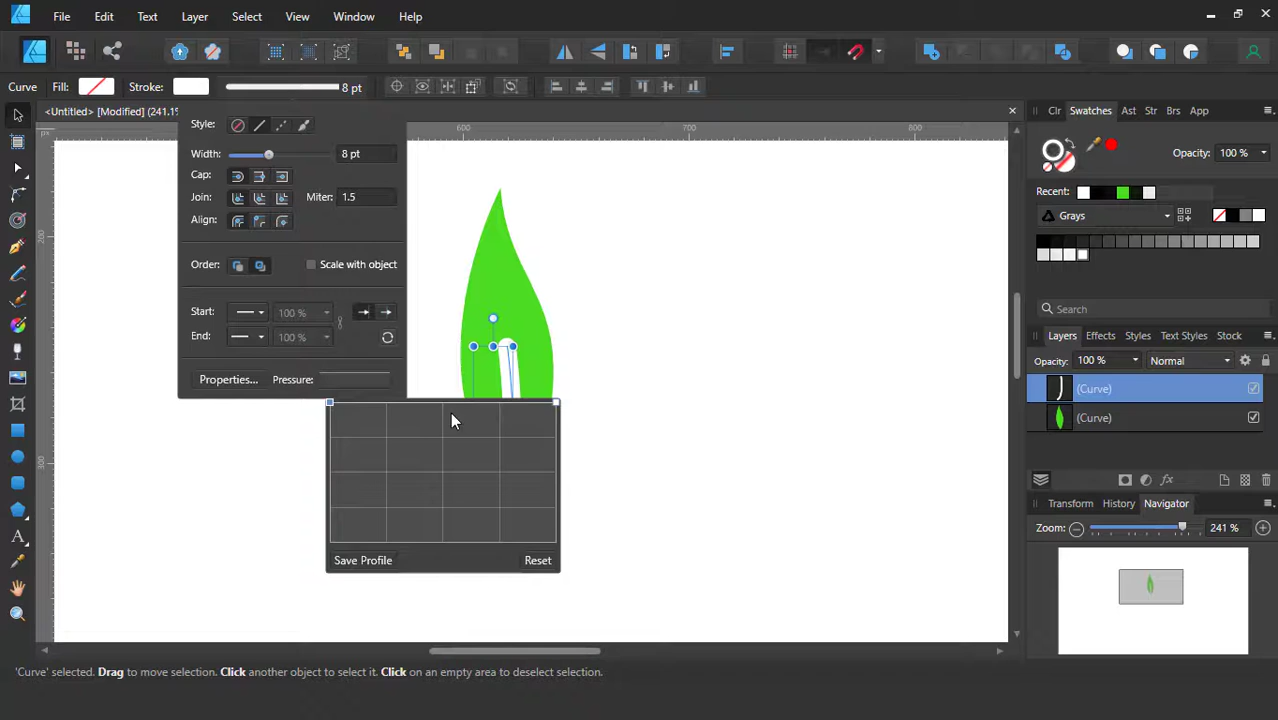 File Edit Text Layer Select View Window Help
Curve Fill: Stroke: 8 pt
<Untitled> [Modified] (241.1%
600 700 800
px
200
300
Style:
Width: 8 pt
Cap:
Join: Miter: 1.5
Align:
Order: Scale with object
Start: 100 %
End: 100 %
Properties... Pressure:
Save Profile Reset
Clr Swatches Ast Str Brs App
Opacity: 100 %
Recent:
Grays
Search
Layers Effects Styles Text Styles Stock
Opacity: 100 % Normal
(Curve)
(Curve)
Transform History Navigator
Zoom: 241 %
'Curve' selected. Drag to move selection. Click another object to select it. Click on an empty area to deselect selection.